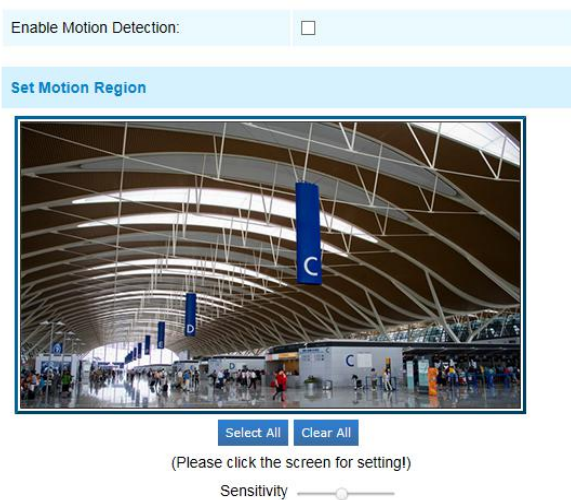 Enable Motion Detection:
Set Motion Region
C
D
E
D
C
Select All Clear All
(Please click the screen for setting!)
Sensitivity